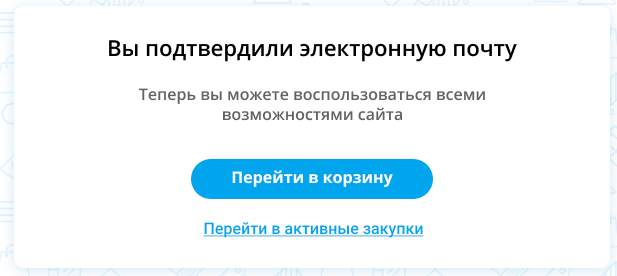 Вы подтвердили электронную почту
Теперь вы можете воспользоваться всеми
возможностями сайта
Перейти в корзину
Перейти в активные закупки